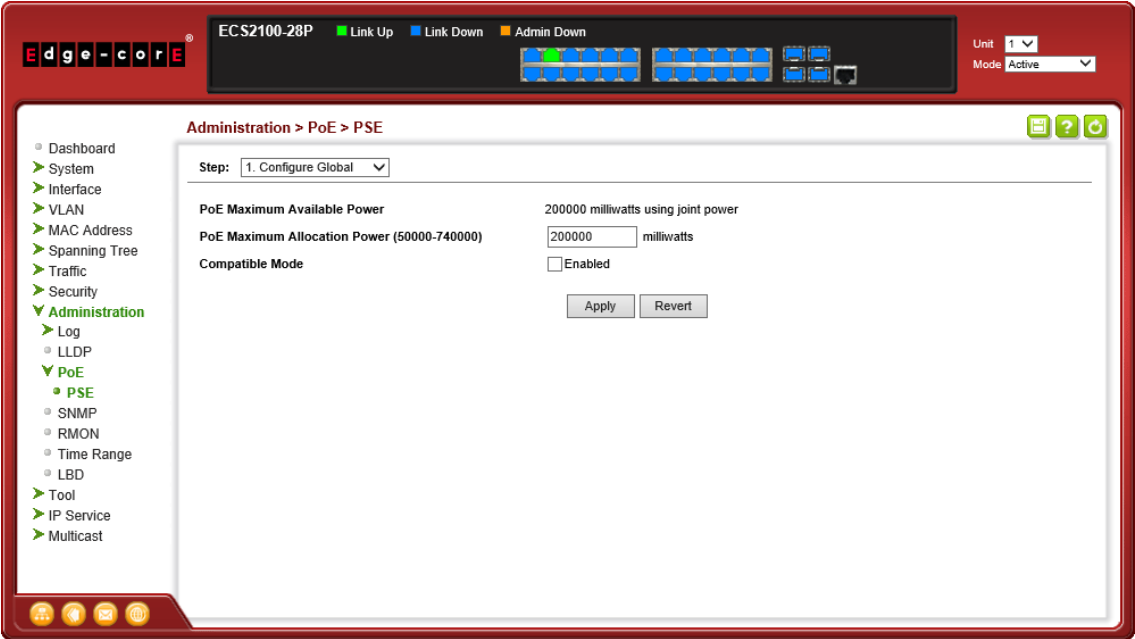 Edge-corE®
ECS2100-28P Link Up Link Down Admin Down
Unit 1
Mode Active
Administration > PoE > PSE
?
Dashboard
System
Interface
VLAN
MAC Address
Spanning Tree
Traffic
Security
Administration
Log
LLDP
PoE
PSE
SNMP
RMON
Time Range
LBD
Tool
IP Service
Multicast
Step: 1. Configure Global
PoE Maximum Available Power 200000 milliwatts using joint power
PoE Maximum Allocation Power (50000-740000) 200000 milliwatts
Compatible Mode Enabled
Apply Revert